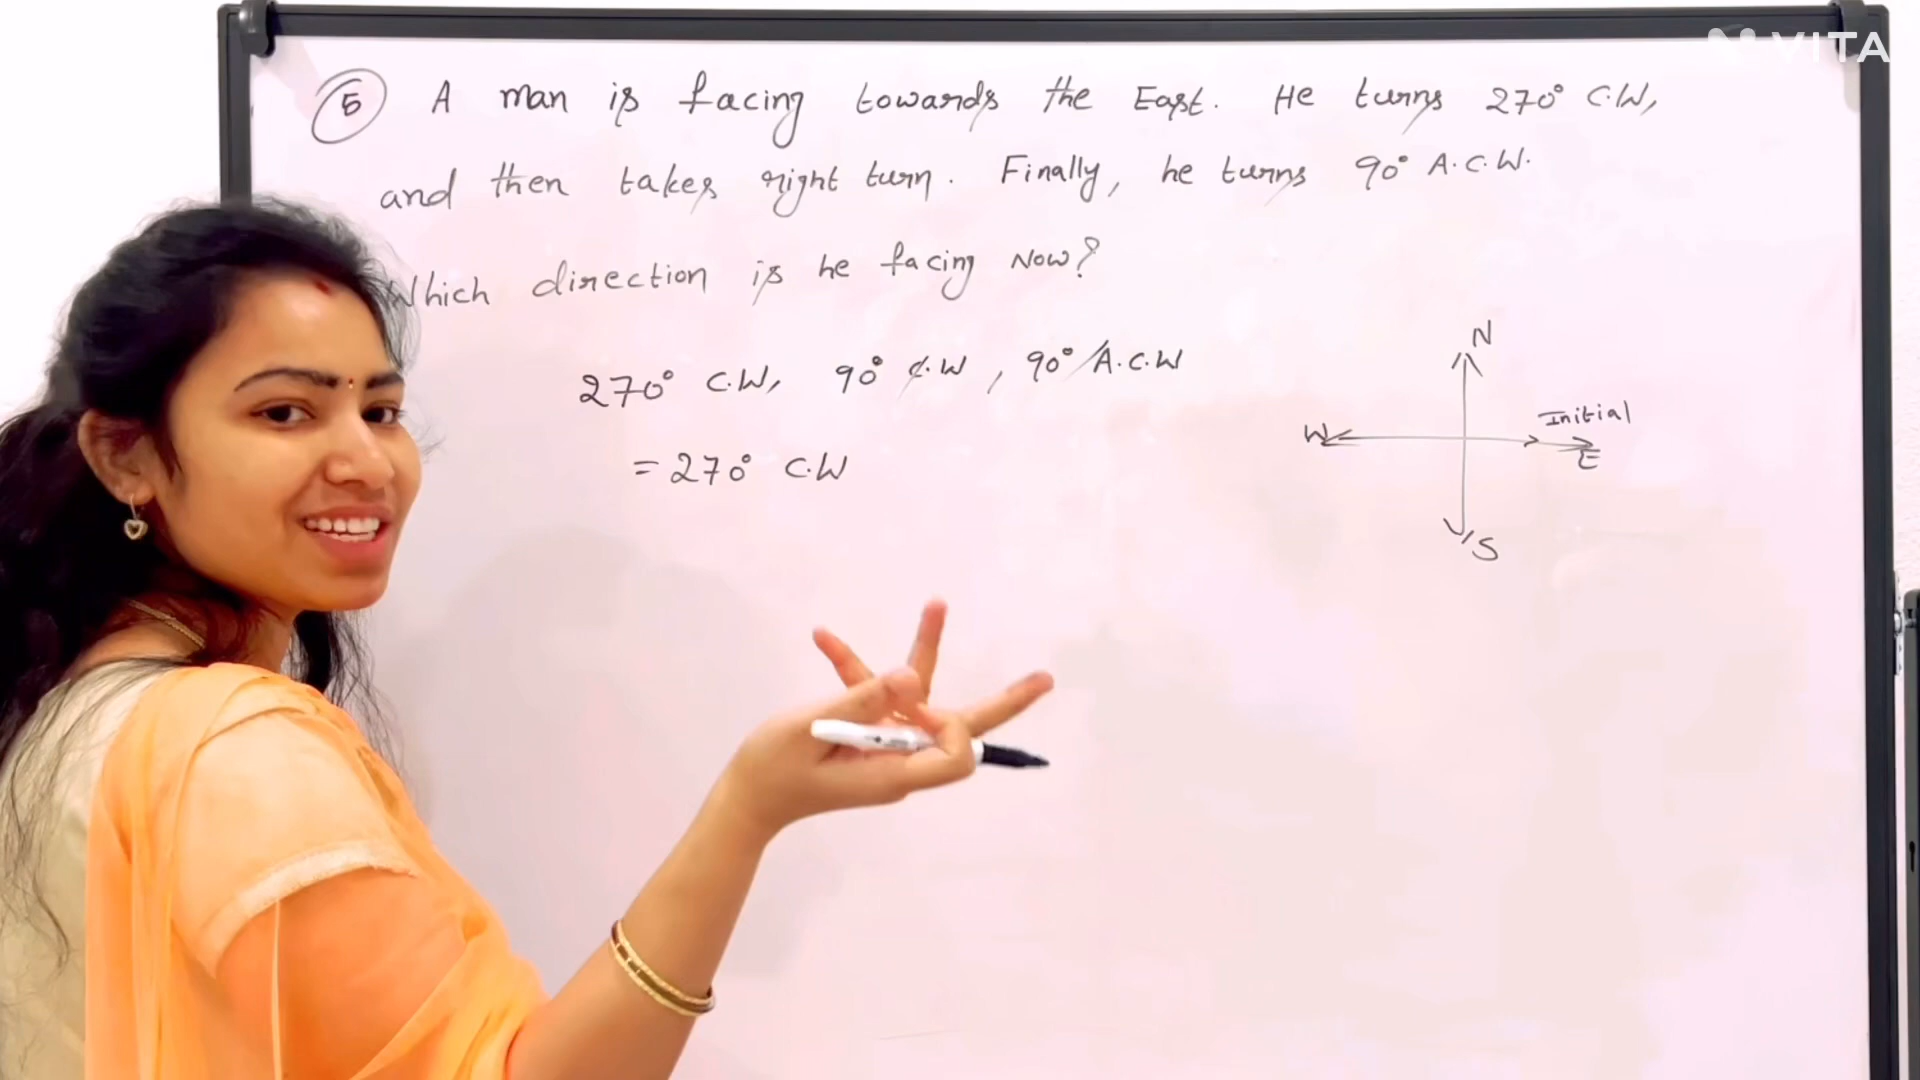 VITA
5 A man is facing towards the East. He turns 270° C.W,
and then takes right turn. Finally, he turns 90° A.C.W.
Which direction is he facing Now?
270° C.W, 90° C.W, 90° A.C.W
= 270° C.W
N
Initial
W E
S